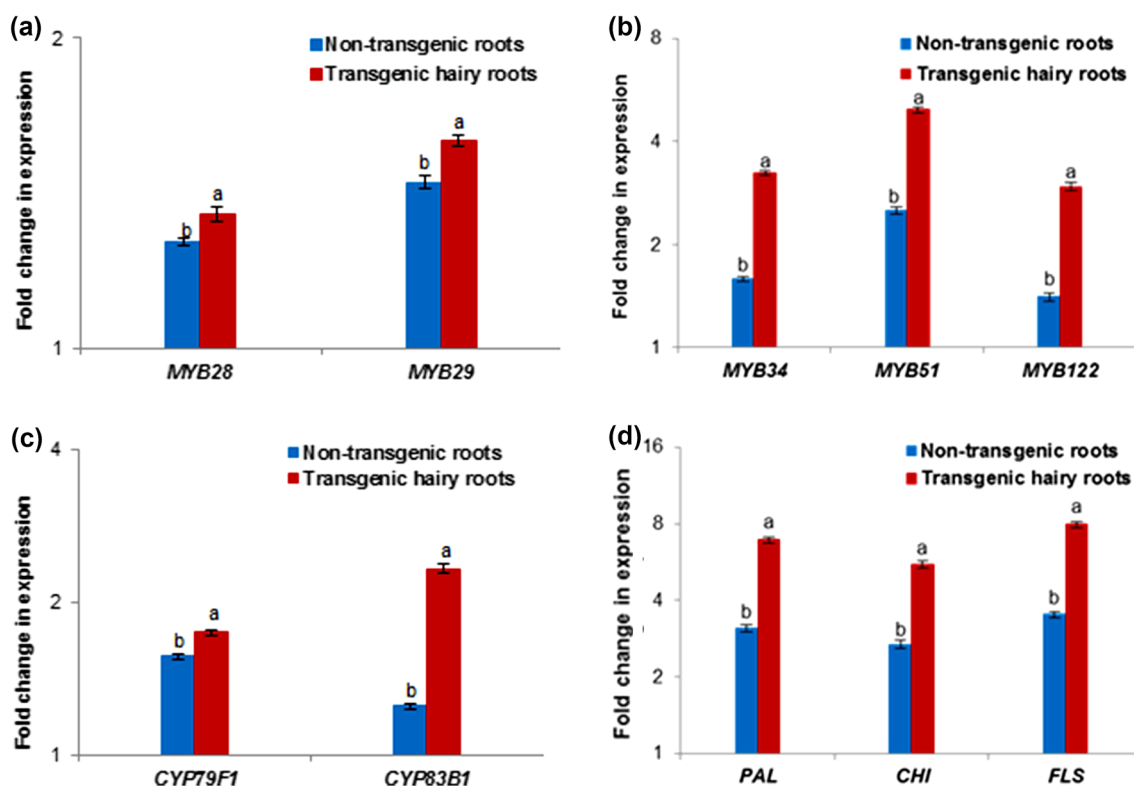 (a)
Fold change in expression
2
1
Non-transgenic roots
Transgenic hairy roots
b
a
b
a
MYB28
MYB29
(b)
Fold change in expression
8
4
2
1
Non-transgenic roots
Transgenic hairy roots
b
a
b
a
b
a
MYB34
MYB51
MYB122
(c)
Fold change in expression
4
2
1
Non-transgenic roots
Transgenic hairy roots
b
a
b
a
CYP79F1
CYP83B1
(d)
Fold change in expression
16
8
4
2
1
Non-transgenic roots
Transgenic hairy roots
b
a
b
a
b
a
PAL
CHI
FLS